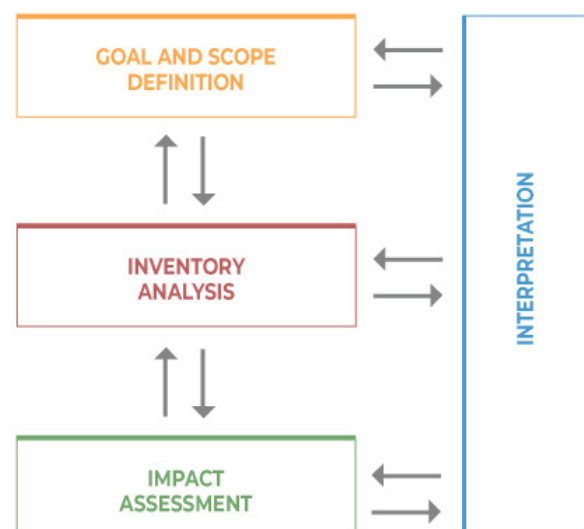 GOAL AND SCOPE
DEFINITION
INVENTORY
ANALYSIS
IMPACT
ASSESSMENT
INTERPRETATION